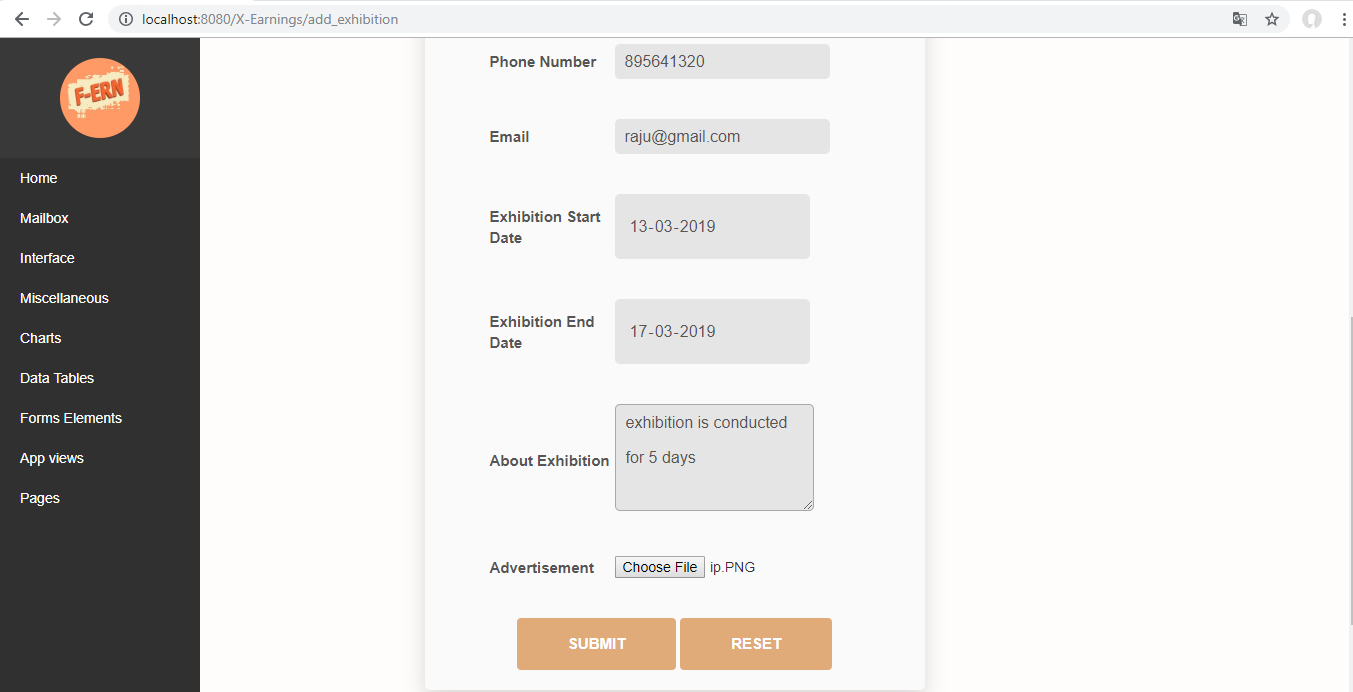 localhost:8080/X-Earnings/add_exhibition
F-ERN
Home
Mailbox
Interface
Miscellaneous
Charts
Data Tables
Forms Elements
App views
Pages
Phone Number 895641320
Email raju@gmail.com
Exhibition Start
Date
13-03-2019
Exhibition End
Date
17-03-2019
About Exhibition
exhibition is conducted
for 5 days
Advertisement Choose File ip.PNG
SUBMIT RESET